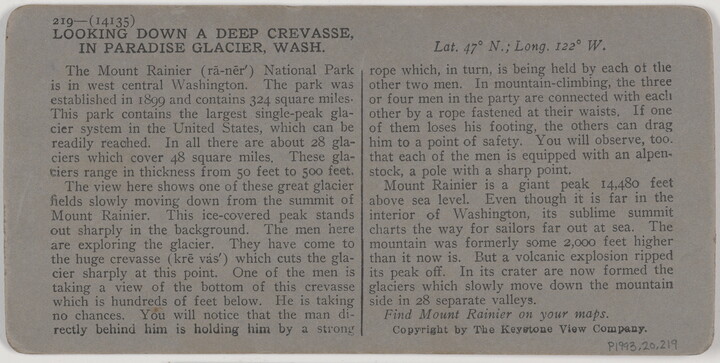 219—(14135)
LOOKING DOWN A DEEP CREVASSE,
IN PARADISE GLACIER, WASH.
The Mount Rainier (rā-nēr′) National Park
is in west central Washington. The park was
established in 1899 and contains 324 square miles.
This park contains the largest single-peak gla-
cier system in the United States, which can be
readily reached. In all there are about 28 gla-
ciers which cover 48 square miles. These gla-
ciers range in thickness from 50 feet to 500 feet.
The view here shows one of these great glacier
fields slowly moving down from the summit of
Mount Rainier. This ice-covered peak stands
out sharply in the background. The men here
are exploring the glacier. They have come to
the huge crevasse (krē vás′) which cuts the gla-
cier sharply at this point. One of the men is
taking a view of the bottom of this crevasse
which is hundreds of feet below. He is taking
no chances. You will notice that the man di-
rectly behind him is holding him by a strong
Lat. 47° N.; Long. 122° W.
rope which, in turn, is being held by each of the
other two men. In mountain-climbing, the three
or four men in the party are connected with each
other by a rope fastened at their waists. If one
of them loses his footing, the others can drag
him to a point of safety. You will observe, too,
that each of the men is equipped with an alpen-
stock, a pole with a sharp point.
Mount Rainier is a giant peak 14,480 feet
above sea level. Even though it is far in the
interior of Washington, its sublime summit
charts the way for sailors far out at sea. The
mountain was formerly some 2,000 feet higher
than it now is. But a volcanic explosion ripped
its peak off. In its crater are now formed the
glaciers which slowly move down the mountain
side in 28 separate valleys.
Find Mount Rainier on your maps.
Copyright by The Keystone View Company.
P1993.20.219